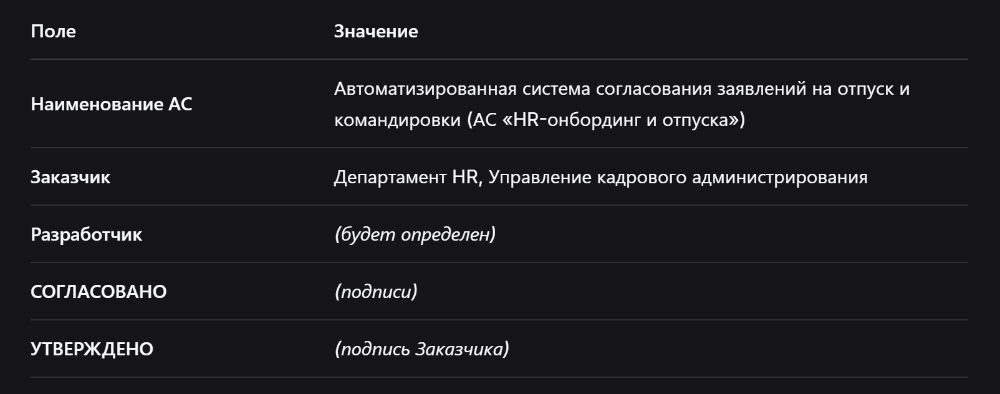 Поле Значение
Наименование АС
Автоматизированная система согласования заявлений на отпуск и
командировки (АС «HR-онбординг и отпуска»)
Заказчик Департамент HR, Управление кадрового администрирования
Разработчик (будет определен)
СОГЛАСОВАНО (подписи)
УТВЕРЖДЕНО (подпись Заказчика)